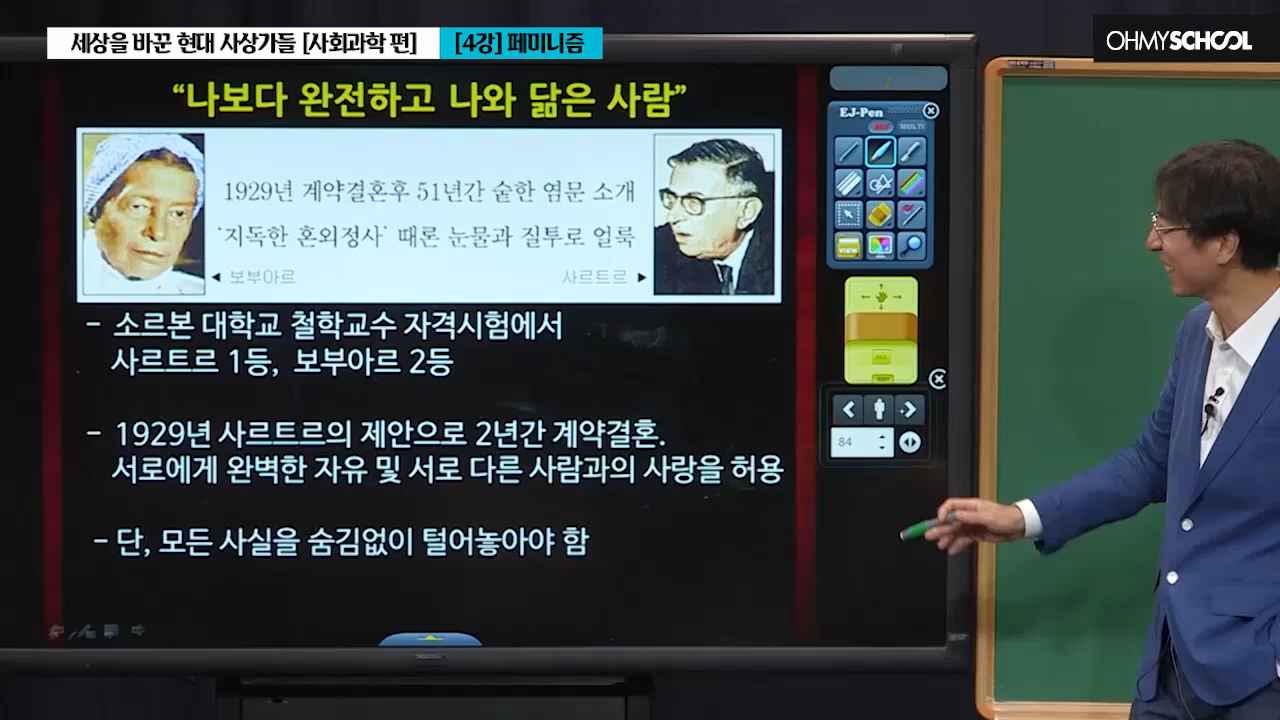 세상을 바꾼 현대 사상가들 [사회과학 편]
[4강] 페미니즘
OHMYSCHOOL
“나보다 완전하고 나와 닮은 사람”
1929년 계약결혼후 51년간 숱한 염문 소개
‘지독한 혼외정사’ 때론 눈물과 질투로 얼룩
◀ 보부아르
사르트르 ▶
- 소르본 대학교 철학교수 자격시험에서
사르트르 1등, 보부아르 2등
- 1929년 사르트르의 제안으로 2년간 계약결혼.
서로에게 완벽한 자유 및 서로 다른 사람과의 사랑을 허용
- 단, 모든 사실을 숨김없이 털어놓아야 함
EJ-Pen
MULTI
VIEW
ALL
84